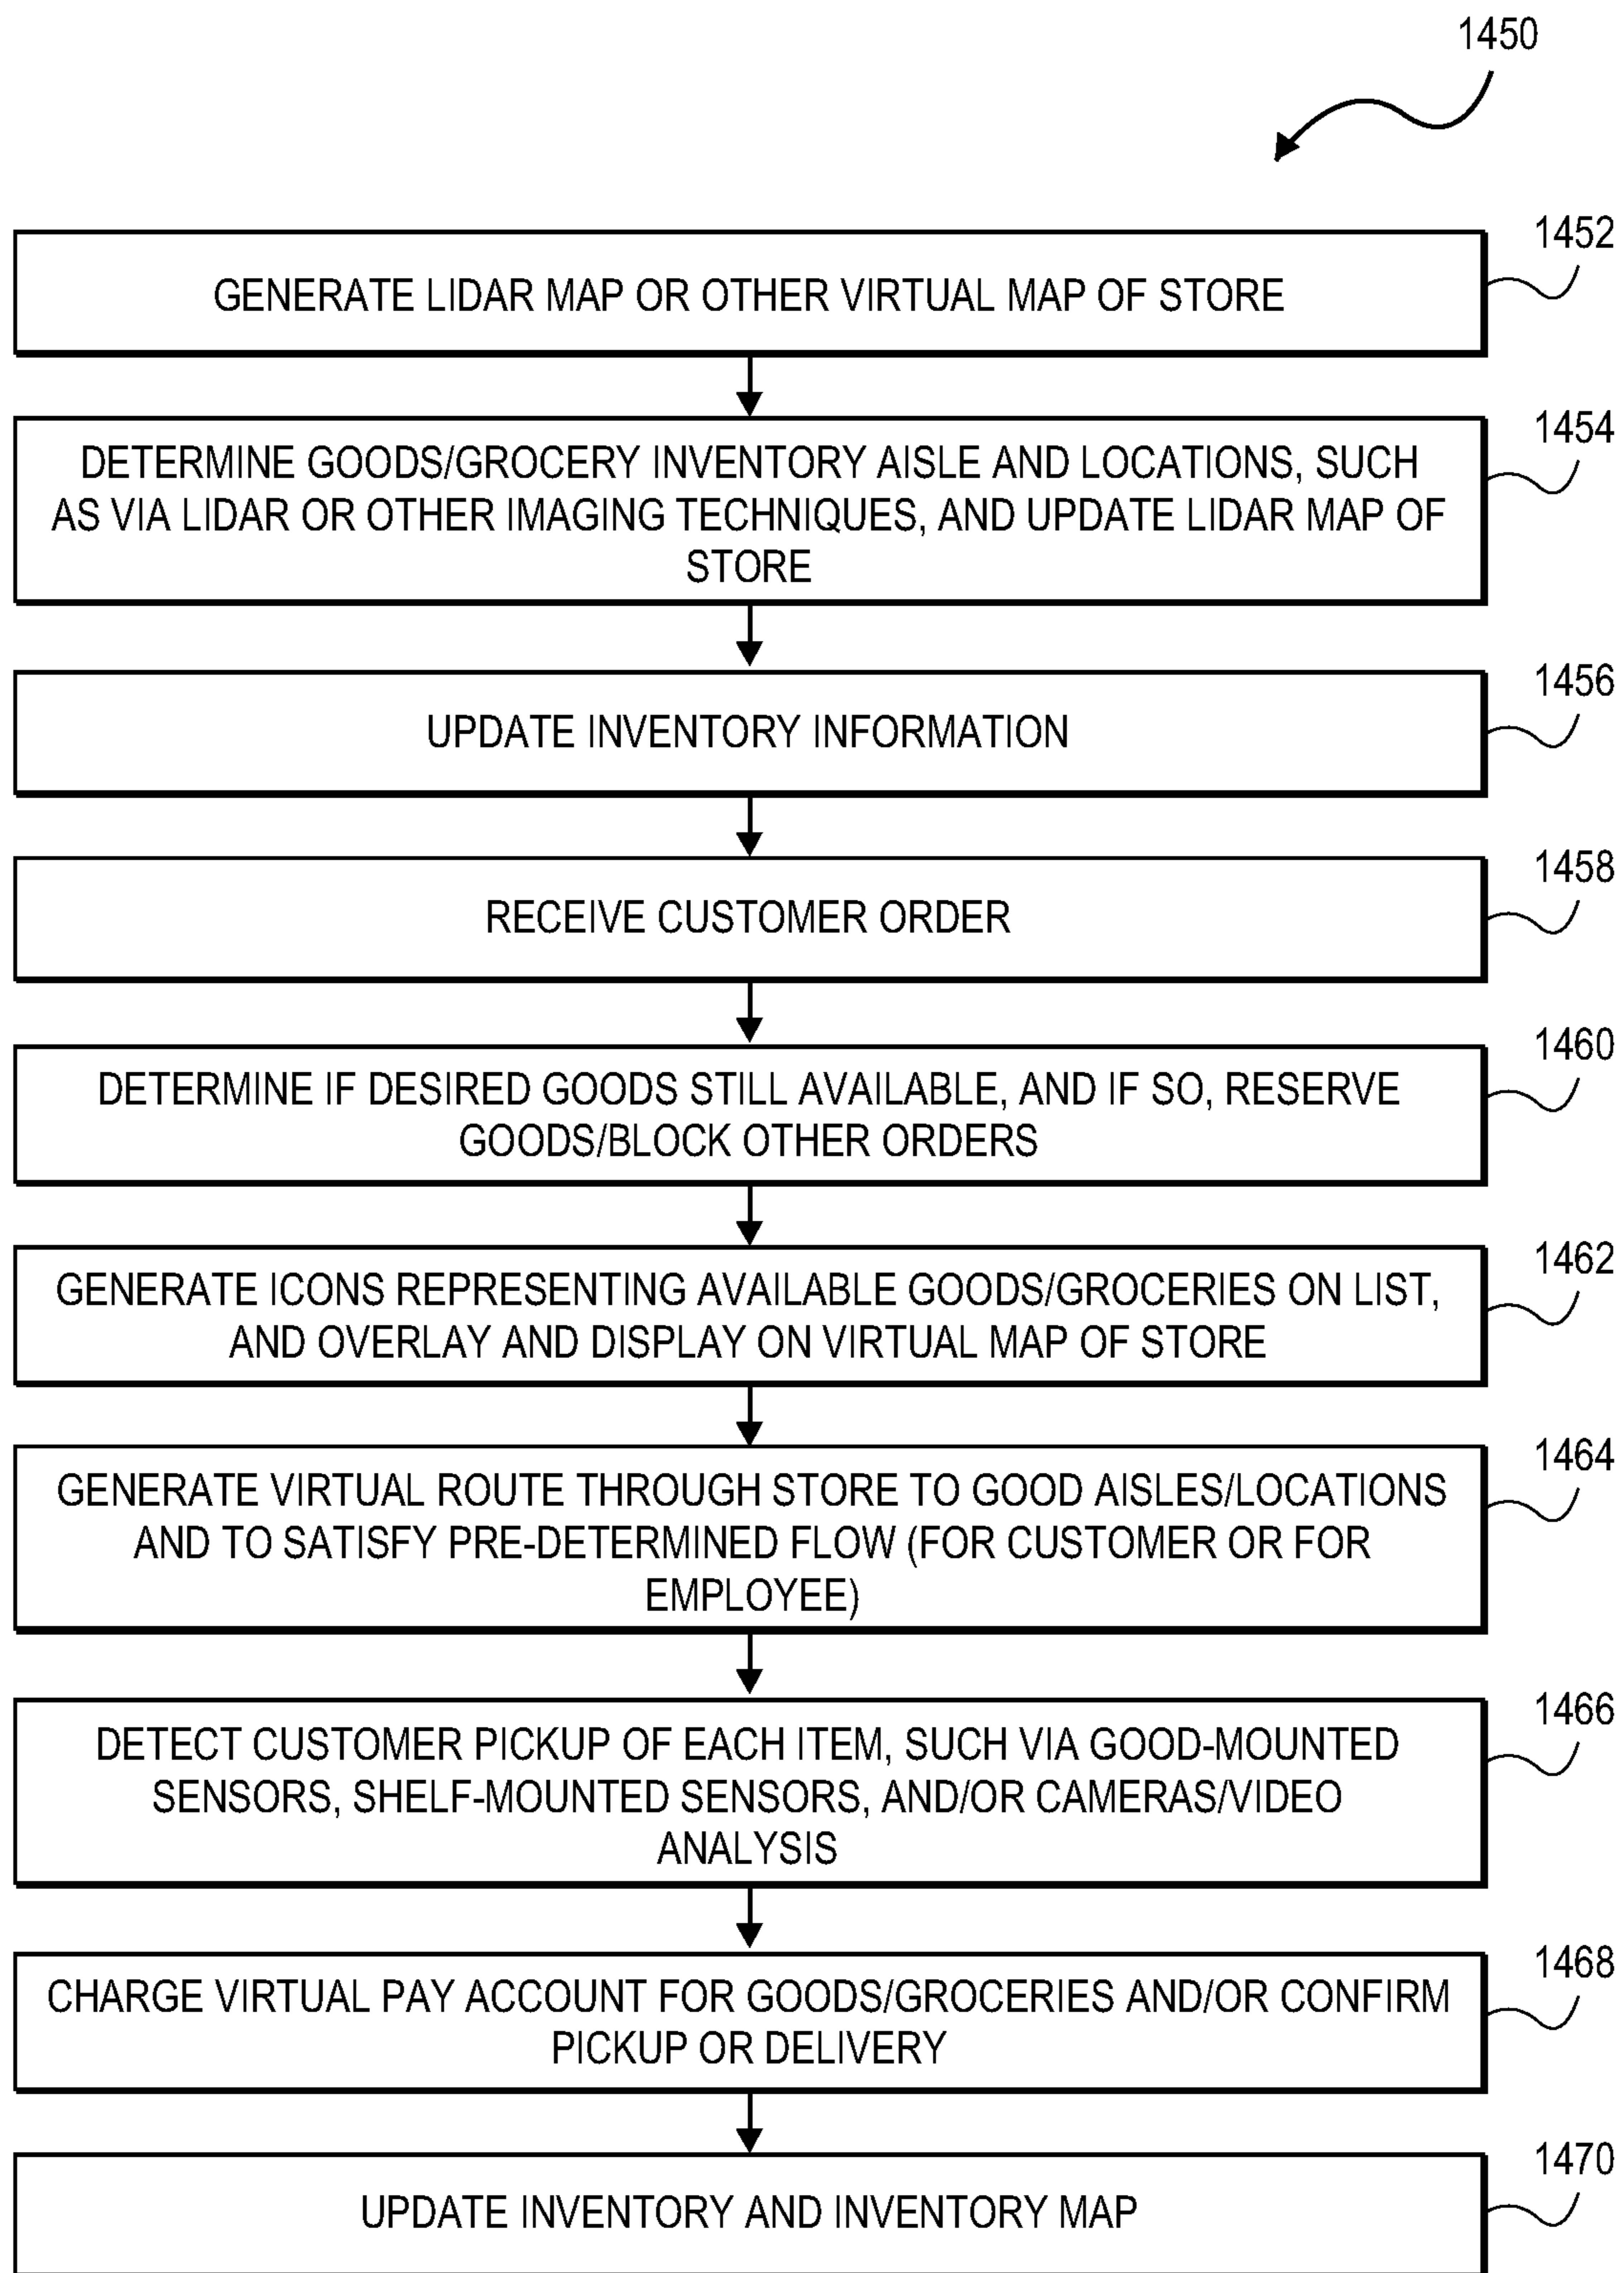 1450
1452
GENERATE LIDAR MAP OR OTHER VIRTUAL MAP OF STORE
1454
DETERMINE GOODS/GROCERY INVENTORY AISLE AND LOCATIONS, SUCH
AS VIA LIDAR OR OTHER IMAGING TECHNIQUES, AND UPDATE LIDAR MAP OF
STORE
1456
UPDATE INVENTORY INFORMATION
1458
RECEIVE CUSTOMER ORDER
1460
DETERMINE IF DESIRED GOODS STILL AVAILABLE, AND IF SO, RESERVE
GOODS/BLOCK OTHER ORDERS
1462
GENERATE ICONS REPRESENTING AVAILABLE GOODS/GROCERIES ON LIST,
AND OVERLAY AND DISPLAY ON VIRTUAL MAP OF STORE
1464
GENERATE VIRTUAL ROUTE THROUGH STORE TO GOOD AISLES/LOCATIONS
AND TO SATISFY PRE-DETERMINED FLOW (FOR CUSTOMER OR FOR
EMPLOYEE)
1466
DETECT CUSTOMER PICKUP OF EACH ITEM, SUCH VIA GOOD-MOUNTED
SENSORS, SHELF-MOUNTED SENSORS, AND/OR CAMERAS/VIDEO
ANALYSIS
1468
CHARGE VIRTUAL PAY ACCOUNT FOR GOODS/GROCERIES AND/OR CONFIRM
PICKUP OR DELIVERY
1470
UPDATE INVENTORY AND INVENTORY MAP